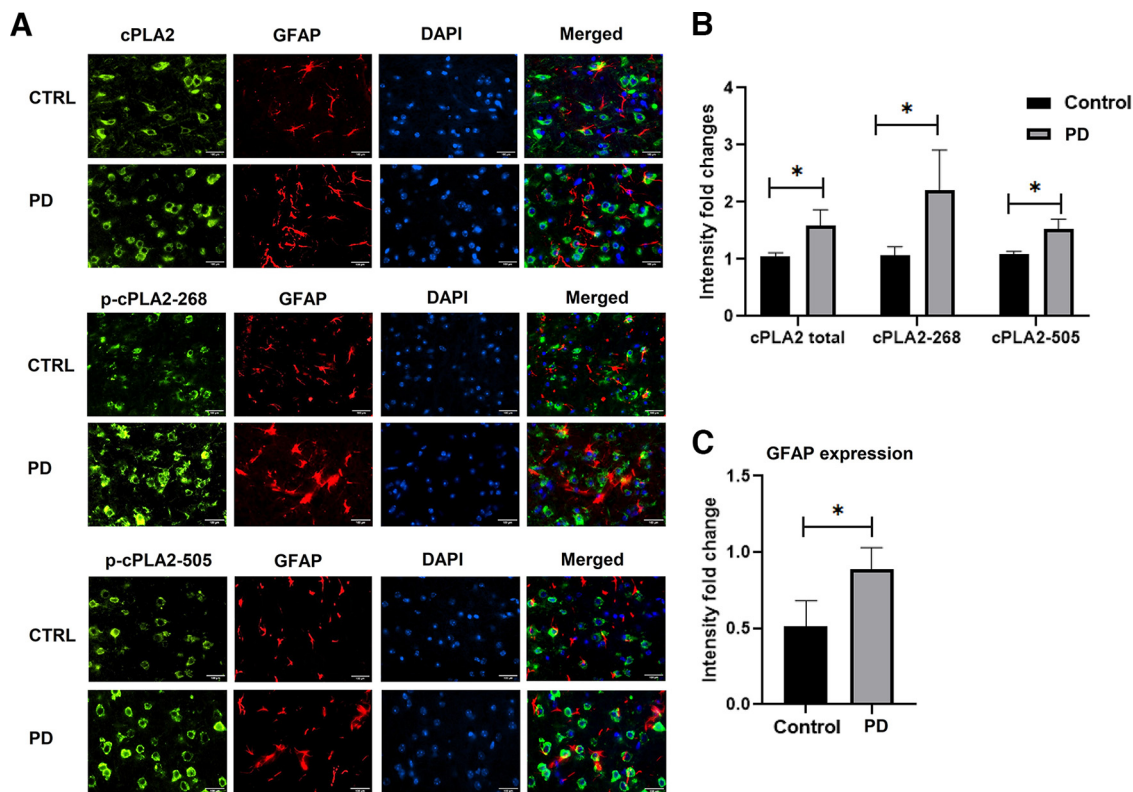 A
cPLA2 GFAP DAPI Merged
CTRL
PD
p-cPLA2-268 GFAP DAPI Merged
CTRL
PD
p-cPLA2-505 GFAP DAPI Merged
CTRL
PD
B
Intensity fold changes
4
3
2
1
0
*
*
*
Control
PD
cPLA2 total cPLA2-268 cPLA2-505
C
GFAP expression
Intensity fold change
1.5
1.0
0.5
0.0
*
Control PD